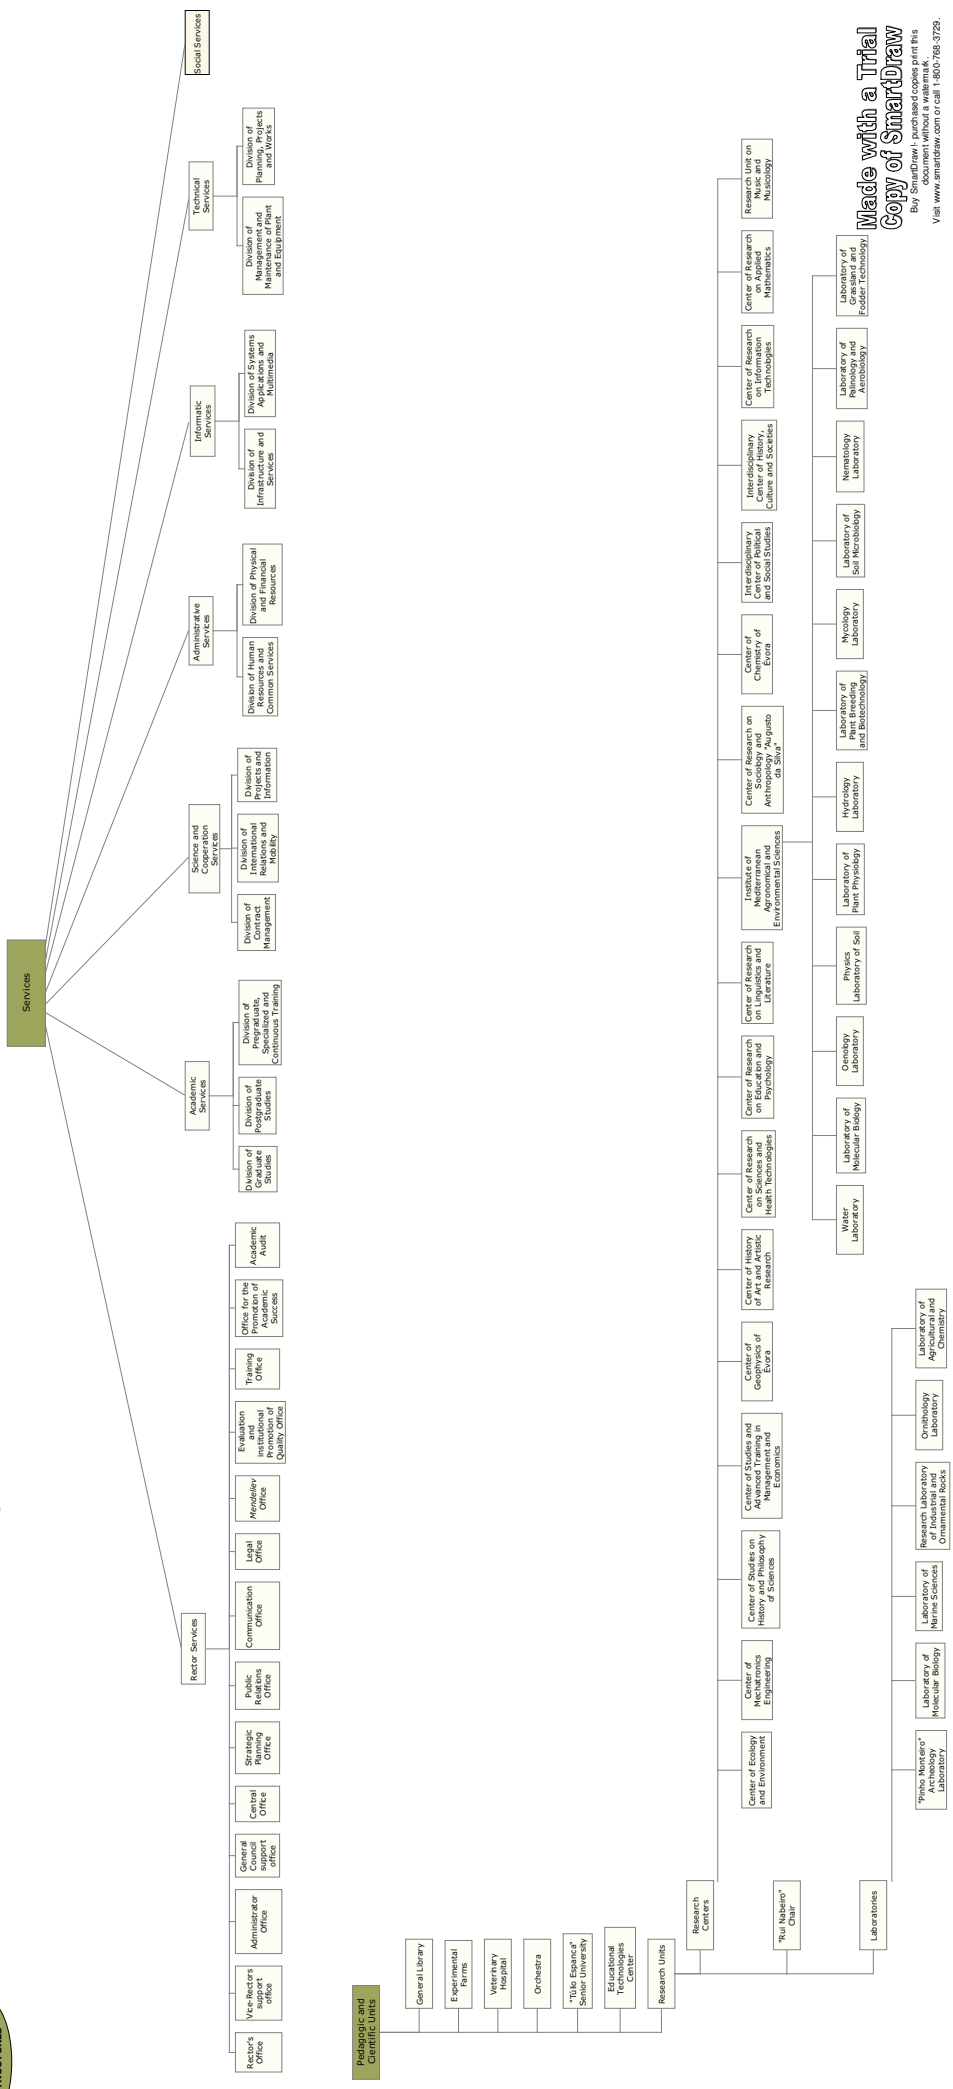 Services
Rector Services
Academic
Services
Science and
Cooperation
Services
Administrative
Services
Informatic
Services
Technical
Services
Social Services
Rector's
Office
Vice-Rectors
support
office
Administrator
Office
General
Council
support
office
Central
Office
Strategic
Planning
Office
Public
Relations
Office
Communication
Office
Legal
Office
Mendeliev
Office
Evaluation
and
institutional
Promotion of
Quality Office
Training
Office
Office for the
Promotion of
Academic
Success
Academic
Audit
Division of
Graduate
Studies
Division of
Postgraduate
Studies
Division of
Pregraduate,
Specialized and
Continuous Training
Division of
Contract
Management
Division of
International
Relations and
Mobility
Division of
Projects and
Information
Division of Human
Resources and
Common Services
Division of Physical
and Financial
Resources
Division of
Infrastructure and
Services
Division of Systems
Applications and
Multimedia
Division of
Management and
Maintenance of Plant
and Equipment
Division of
Planning, Projects
and Works
Pedagogic and
Cientific Units
General Library
Experimental
Farms
Veterinary
Hospital
Orchestra
"Túlio Espanca"
Senior University
Educational
Technologies
Center
Research Units
Research
Centers
"Rui Nabeiro"
Chair
Laboratories
Center of Ecology
and Environment
Center of
Mechatronics
Engineering
Center of Studies on
History and Philosophy
of Sciences
Center of Studies and
Advanced Training in
Management and
Economics
Center of
Geophysics of
Évora
Center of History
of Art and Artistic
Research
Center of Research
on Sciences and
Health Technologies
Center of Research
on Education and
Psychology
Center of Research
on Linguistics and
Literature
Institute of
Mediterranean
Agronomical and
Environmental Sciences
Center of Research on
Sociology and
Anthropology "Augusto
da Silva"
Center of
Chemistry of
Évora
Interdisciplinary
Center of Political
and Social Studies
Interdisciplinary
Center of History,
Culture and Societies
Center of Research
on Information
Technologies
Center of Research
on Applied
Mathematics
Research Unit on
Music and
Musicology
Water
Laboratory
Laboratory of
Molecular Biology
Oenology
Laboratory
Physics
Laboratory of Soil
Laboratory of
Plant Physiology
Hydrology
Laboratory
Laboratory of
Plant Breeding
and Biotechnology
Mycology
Laboratory
Laboratory of
Soil Microbiology
Nematology
Laboratory
Laboratory of
Palinology and
Aerobiology
Laboratory of
Grassland and
Fodder Technology
"Pinho Monteiro"
Archeology
Laboratory
Laboratory of
Molecular Biology
Laboratory of
Marine Sciences
Research Laboratory
of Industrial and
Ornamental Rocks
Ornithology
Laboratory
Laboratory of
Agricultural and
Chemistry
Made with a Trial
Copy of SmartDraw
Buy SmartDraw!- purchased copies print this
document without a watermark.
Visit www.smartdraw.com or call 1-800-768-3729.